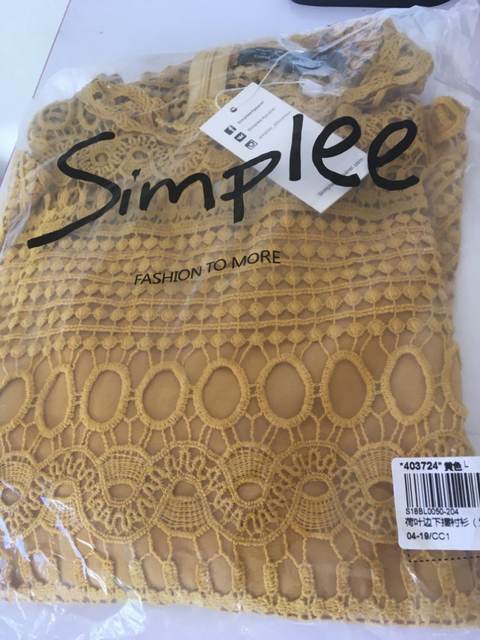 Simplee
FASHION TO MORE
*403724* 黄色 L
S18BL0050-204
荷叶边下摆衬衫（
04-19/CC1